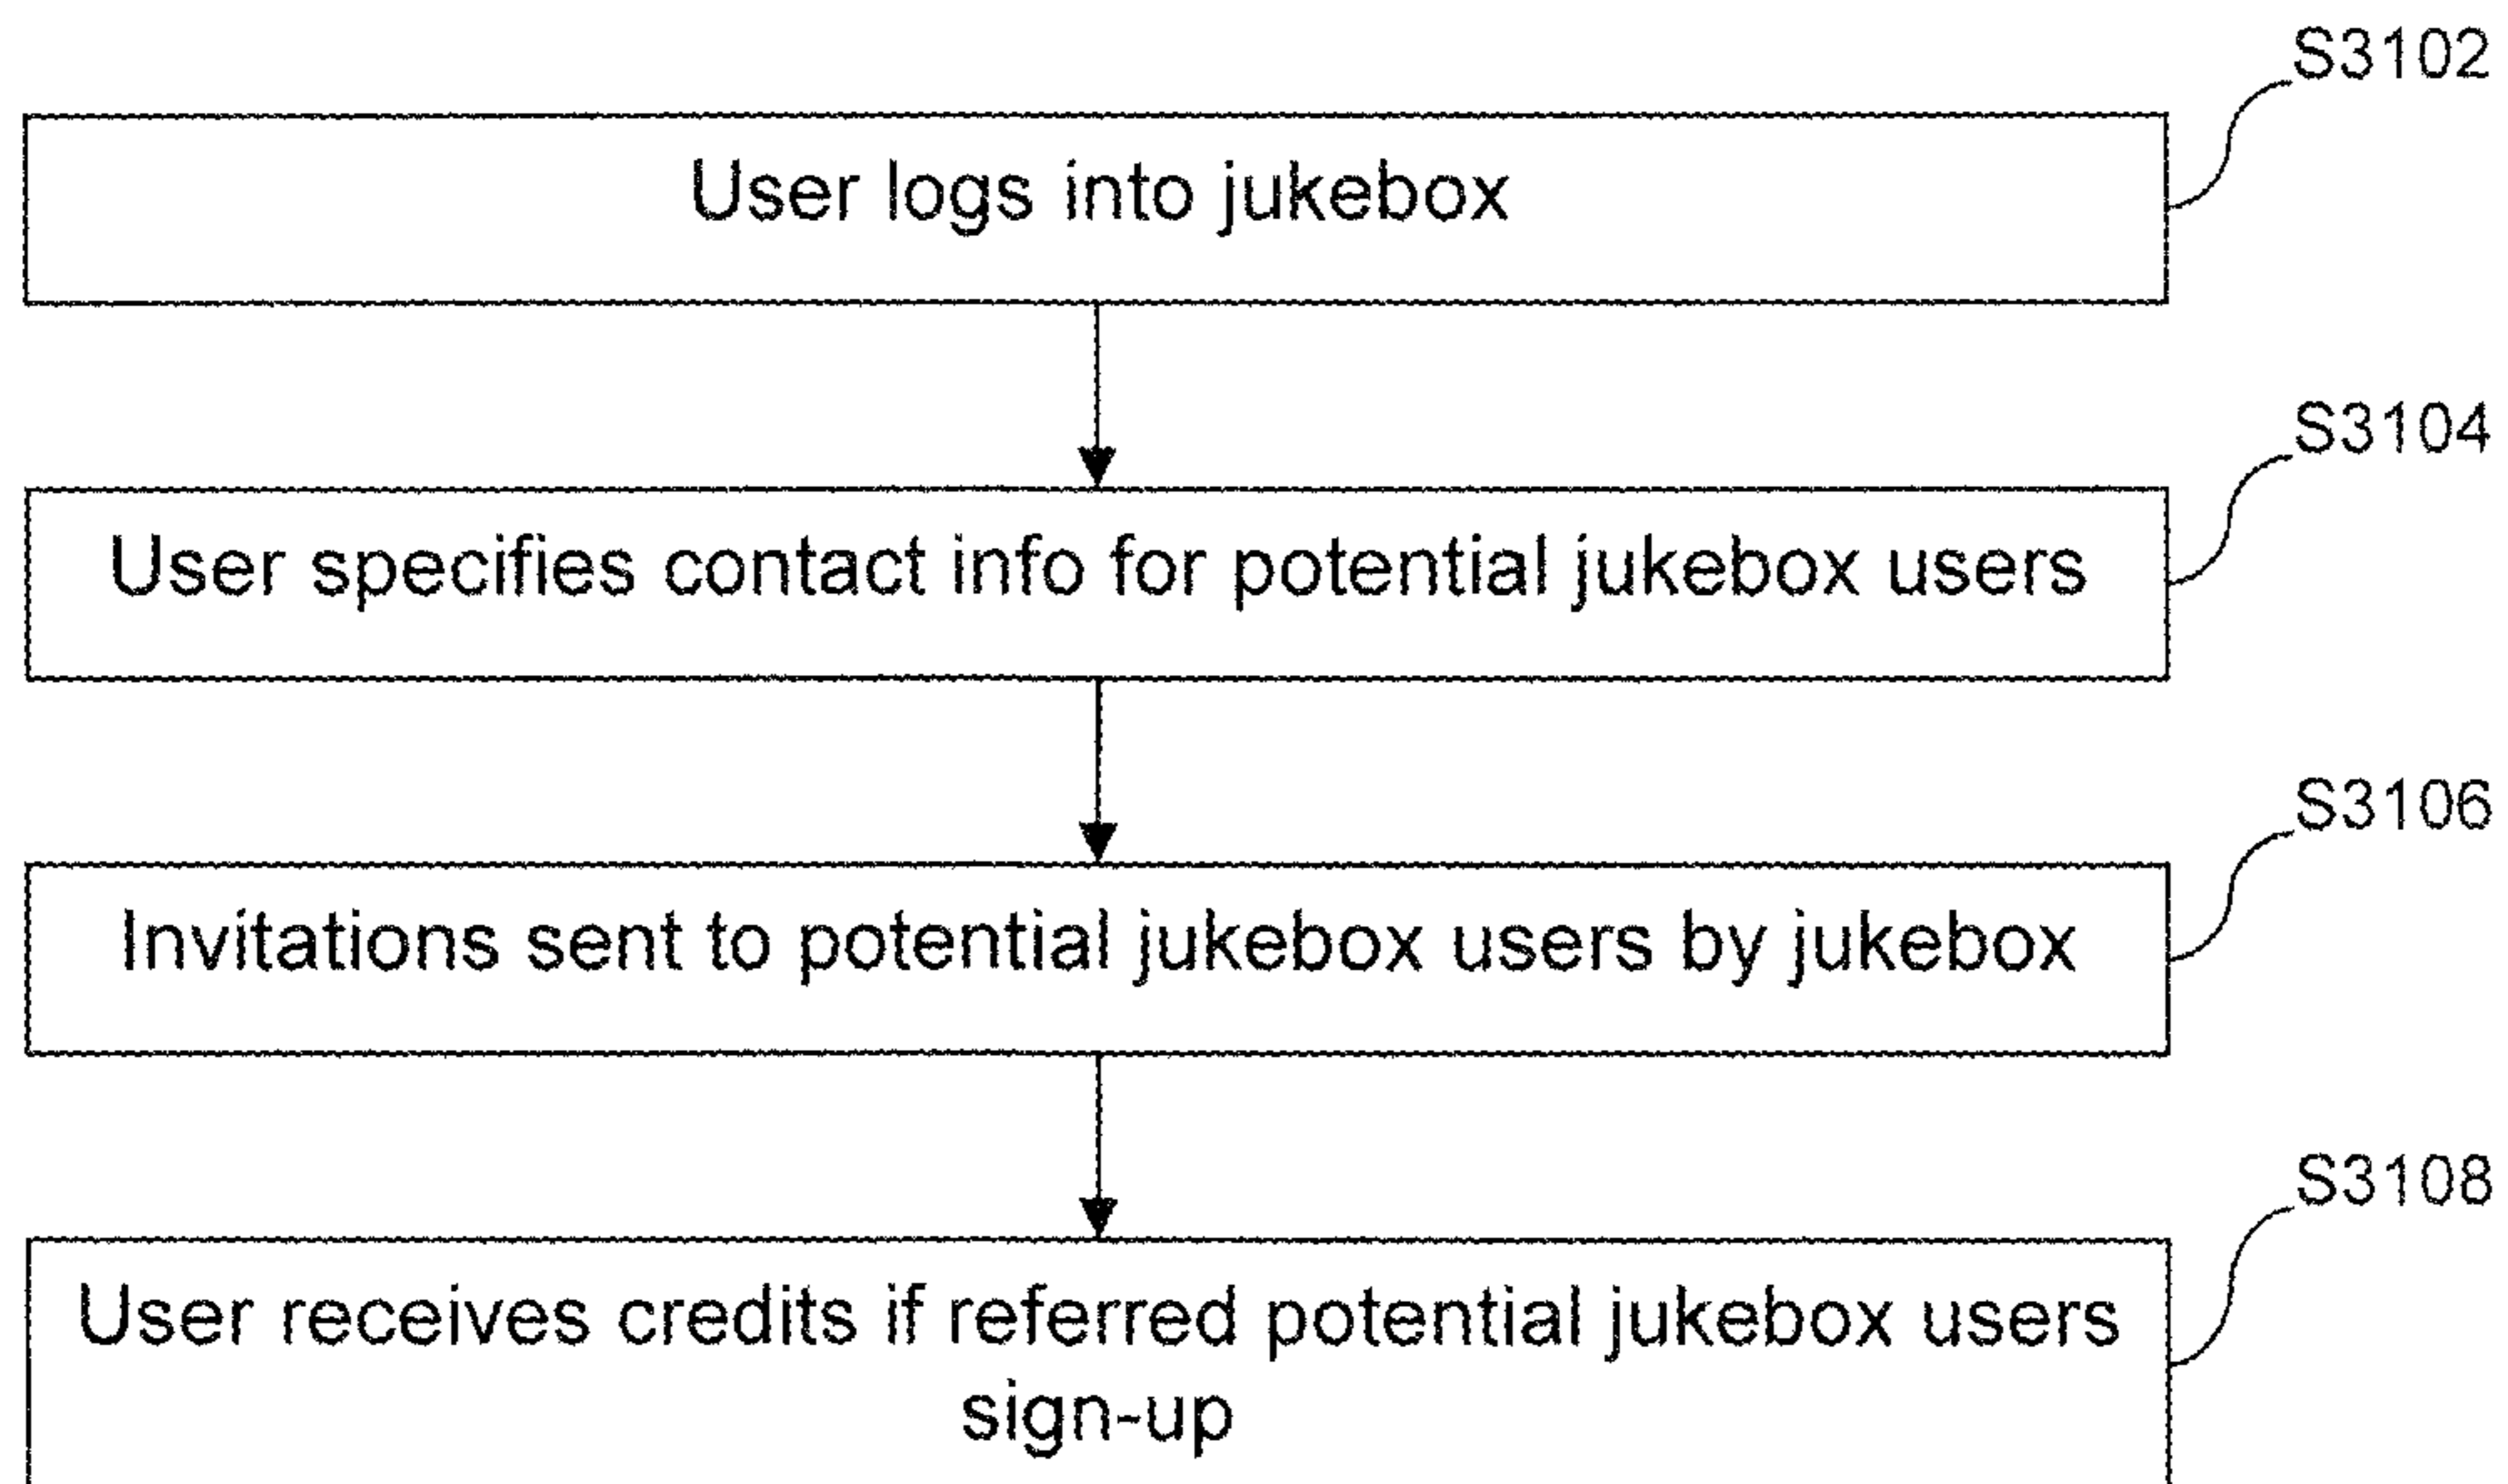 S3102
User logs into jukebox
S3104
User specifies contact info for potential jukebox users
S3106
Invitations sent to potential jukebox users by jukebox
S3108
User receives credits if referred potential jukebox users
sign-up